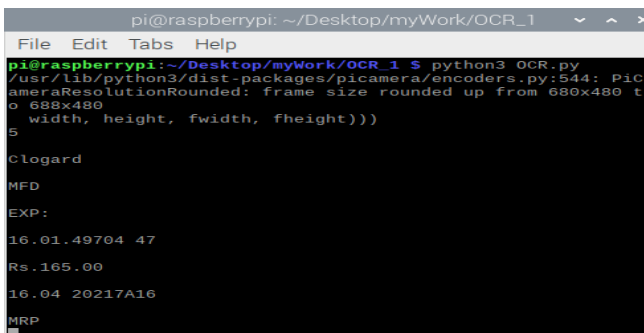 pi@raspberrypi: ~/Desktop/myWork/OCR_1
File Edit Tabs Help
pi@raspberrypi:~/Desktop/myWork/OCR_1 $ python3 OCR.py
/usr/lib/python3/dist-packages/picamera/encoders.py:544: PiC
ameraResolutionRounded: frame size rounded up from 680x480 t
o 688x480
width, height, fwidth, fheight)))
5
Clogard
MFD
EXP:
16.01.49704 47
Rs.165.00
16.04 20217A16
MRP